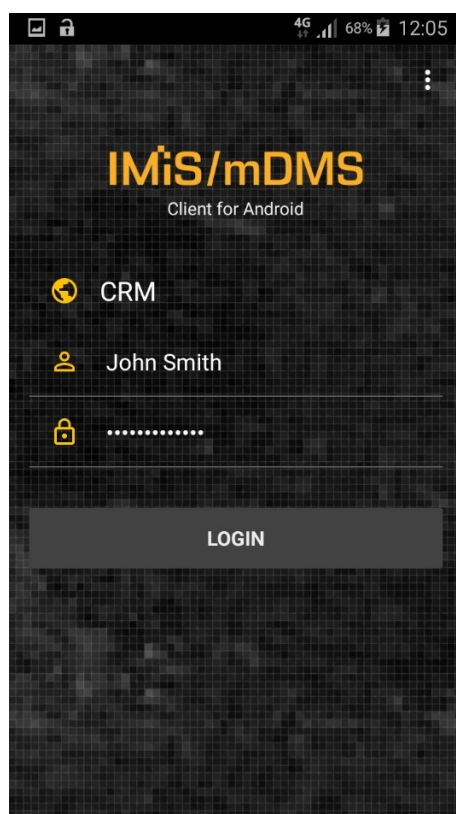 4G 68% 12:05
IMiS/mDMS
Client for Android
CRM
John Smith
•••••••••••••
LOGIN